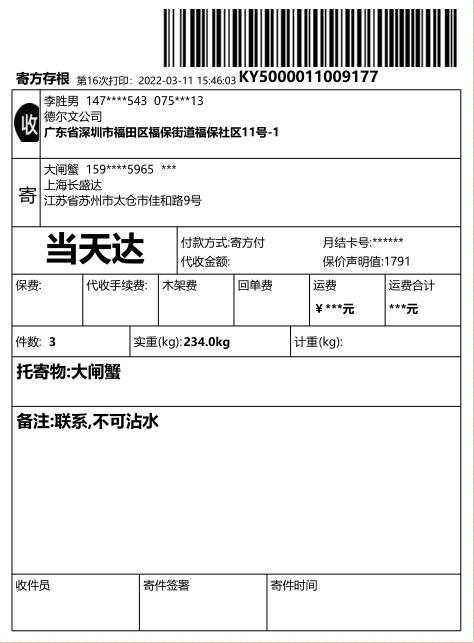 寄方存根 第16次打印: 2022-03-11 15:46:03 KY5000011009177
收
李胜男 147****543 075***13
德尔文公司
广东省深圳市福田区福保街道福保社区11号-1
寄
大闸蟹 159****5965 ***
上海长盛达
江苏省苏州市太仓市佳和路9号
当天达
付款方式:寄方付 月结卡号:******
代收金额: 保价声明值:1791
保费: 代收手续费: 木架费 回单费 运费 运费合计
¥ ***元 ***元
件数: 3 实重(kg):234.0kg 计重(kg):
托寄物:大闸蟹
备注:联系,不可沾水
收件员 寄件签署 寄件时间